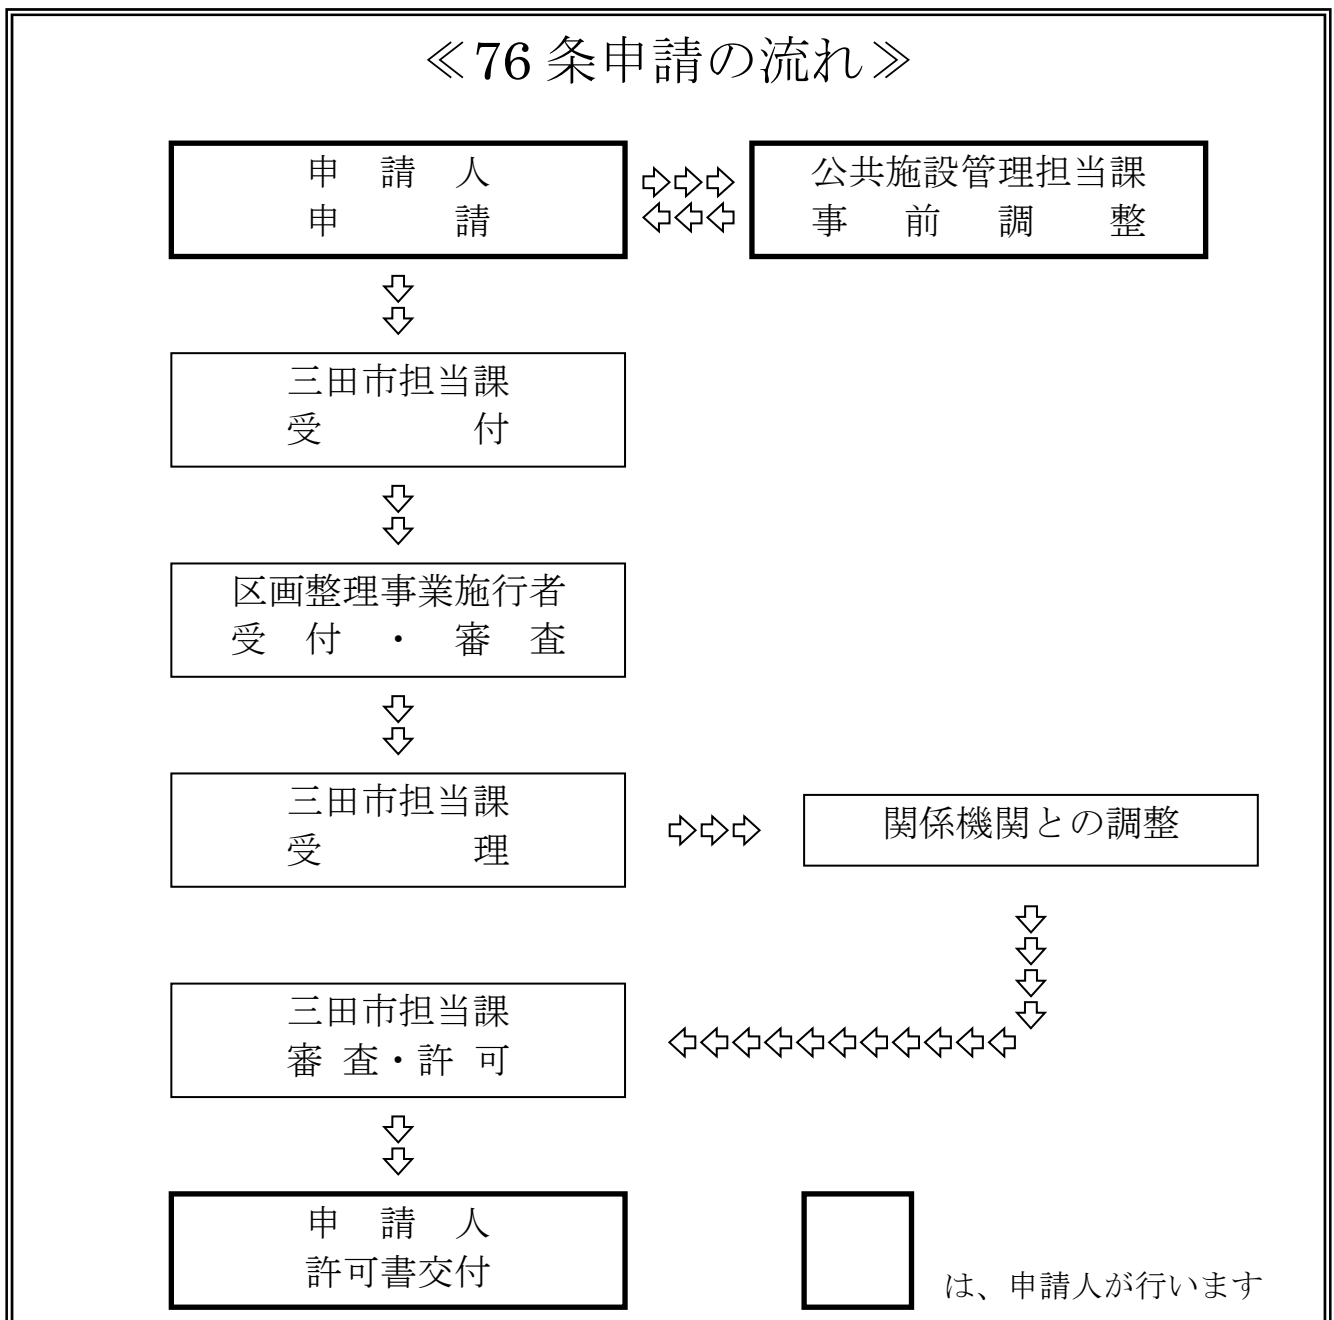 ≪76条申請の流れ≫
申 請 人
申 請
公共施設管理担当課
事 前 調 整
三田市担当課
受 付
区画整理事業施行者
受 付 ・ 審 査
三田市担当課
受 理
関係機関との調整
三田市担当課
審 査・許 可
申 請 人
許可書交付
は、申請人が行います